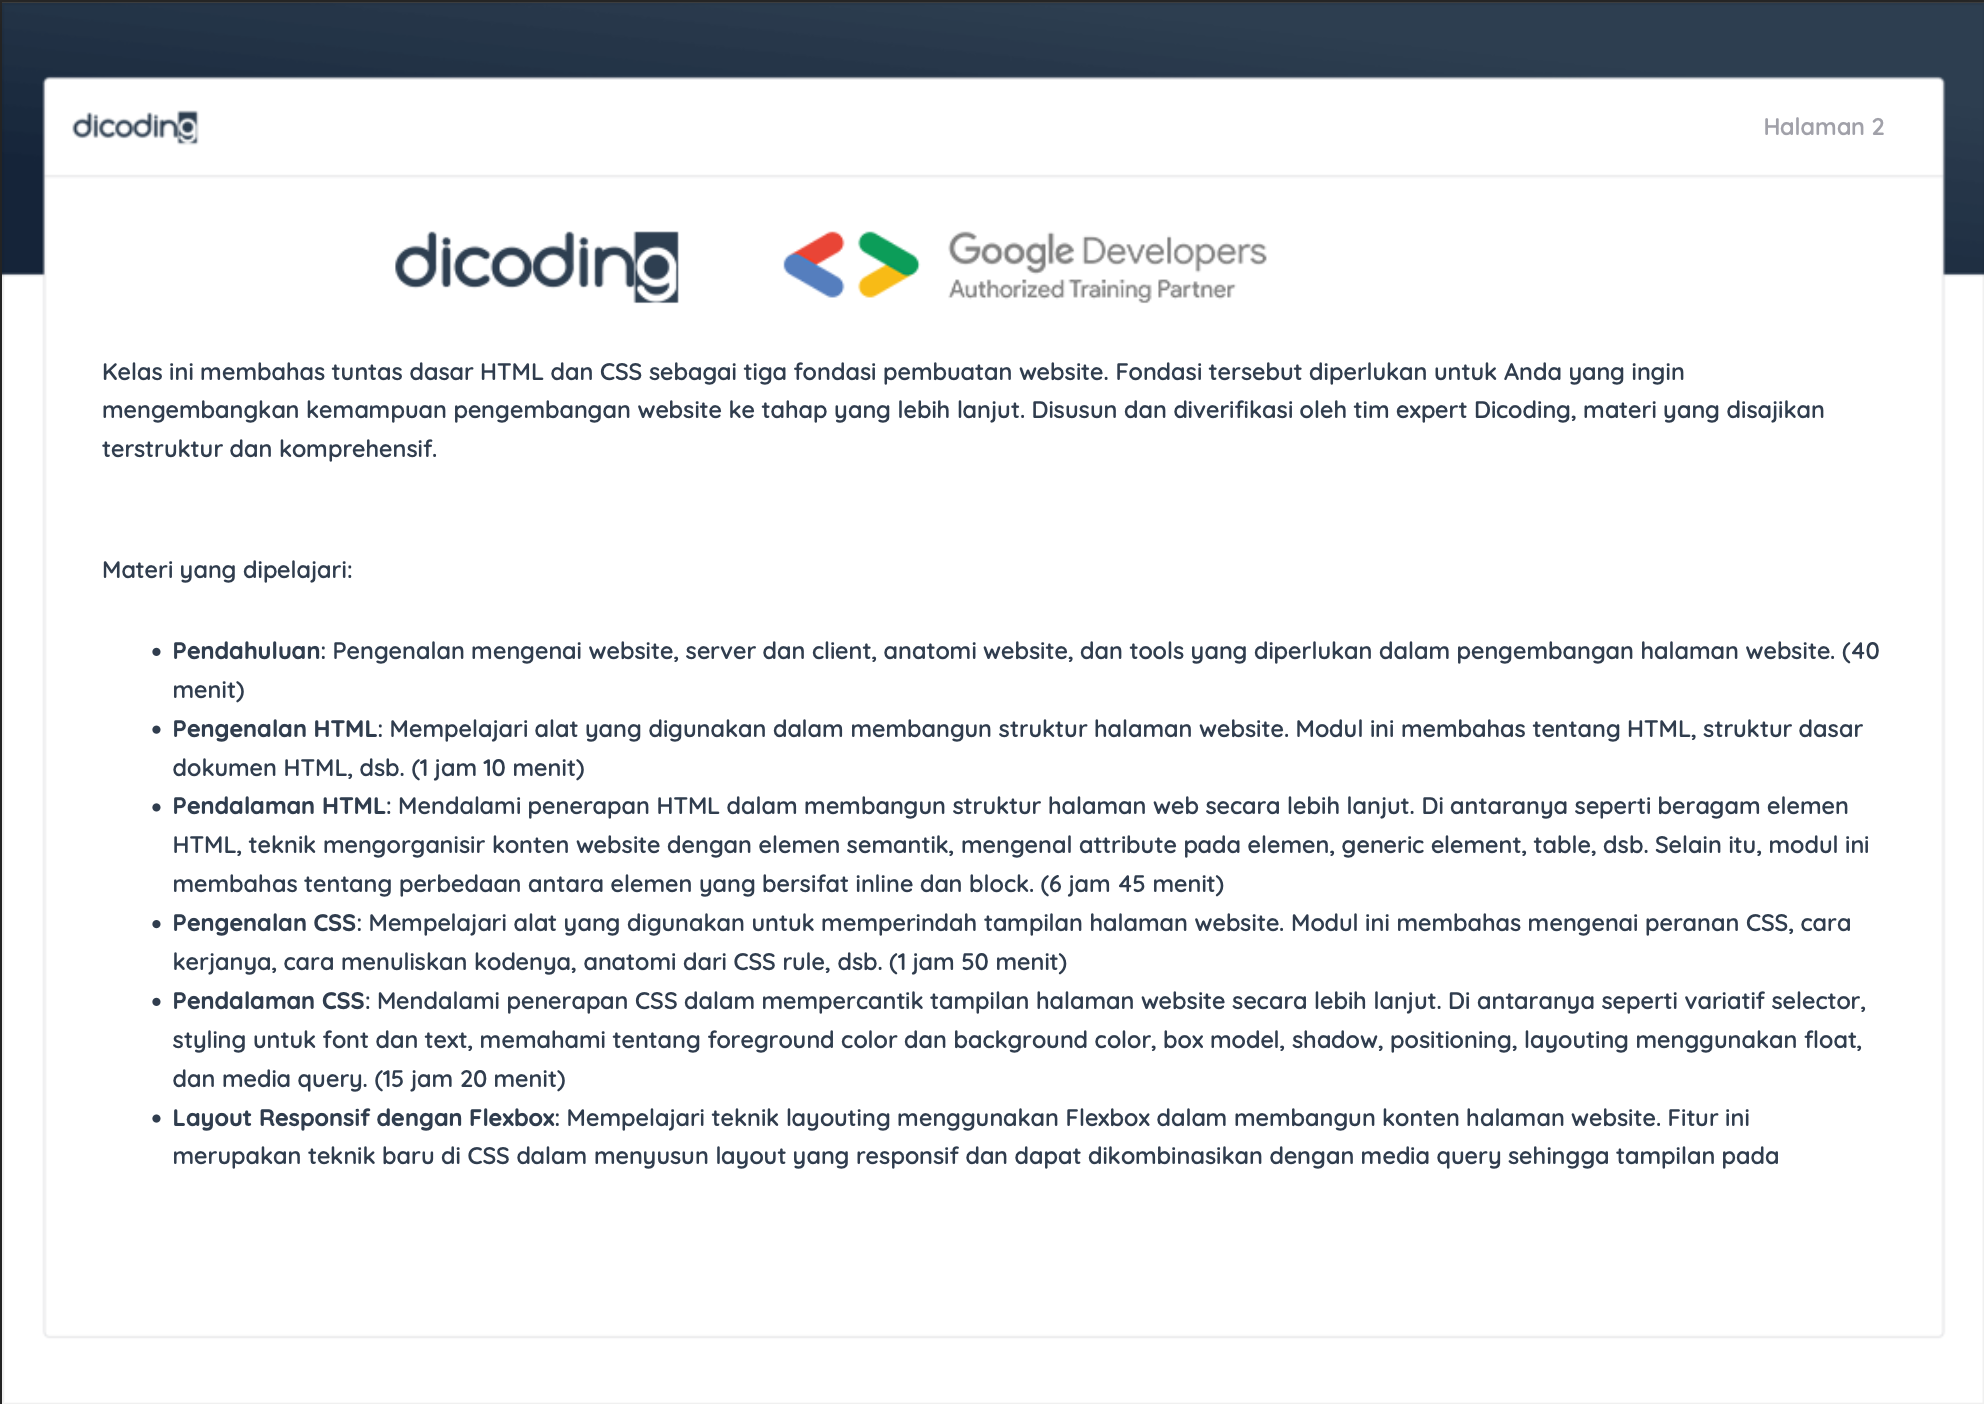 dicoding
Halaman 2
dicoding
Google Developers
Authorized Training Partner
Kelas ini membahas tuntas dasar HTML dan CSS sebagai tiga fondasi pembuatan website. Fondasi tersebut diperlukan untuk Anda yang ingin
mengembangkan kemampuan pengembangan website ke tahap yang lebih lanjut. Disusun dan diverifikasi oleh tim expert Dicoding, materi yang disajikan
terstruktur dan komprehensif.
Materi yang dipelajari:
• Pendahuluan: Pengenalan mengenai website, server dan client, anatomi website, dan tools yang diperlukan dalam pengembangan halaman website. (40
menit)
• Pengenalan HTML: Mempelajari alat yang digunakan dalam membangun struktur halaman website. Modul ini membahas tentang HTML, struktur dasar
dokumen HTML, dsb. (1 jam 10 menit)
• Pendalaman HTML: Mendalami penerapan HTML dalam membangun struktur halaman web secara lebih lanjut. Di antaranya seperti beragam elemen
HTML, teknik mengorganisir konten website dengan elemen semantik, mengenal attribute pada elemen, generic element, table, dsb. Selain itu, modul ini
membahas tentang perbedaan antara elemen yang bersifat inline dan block. (6 jam 45 menit)
• Pengenalan CSS: Mempelajari alat yang digunakan untuk memperindah tampilan halaman website. Modul ini membahas mengenai peranan CSS, cara
kerjanya, cara menuliskan kodenya, anatomi dari CSS rule, dsb. (1 jam 50 menit)
• Pendalaman CSS: Mendalami penerapan CSS dalam mempercantik tampilan halaman website secara lebih lanjut. Di antaranya seperti variatif selector,
styling untuk font dan text, memahami tentang foreground color dan background color, box model, shadow, positioning, layouting menggunakan float,
dan media query. (15 jam 20 menit)
• Layout Responsif dengan Flexbox: Mempelajari teknik layouting menggunakan Flexbox dalam membangun konten halaman website. Fitur ini
merupakan teknik baru di CSS dalam menyusun layout yang responsif dan dapat dikombinasikan dengan media query sehingga tampilan pada